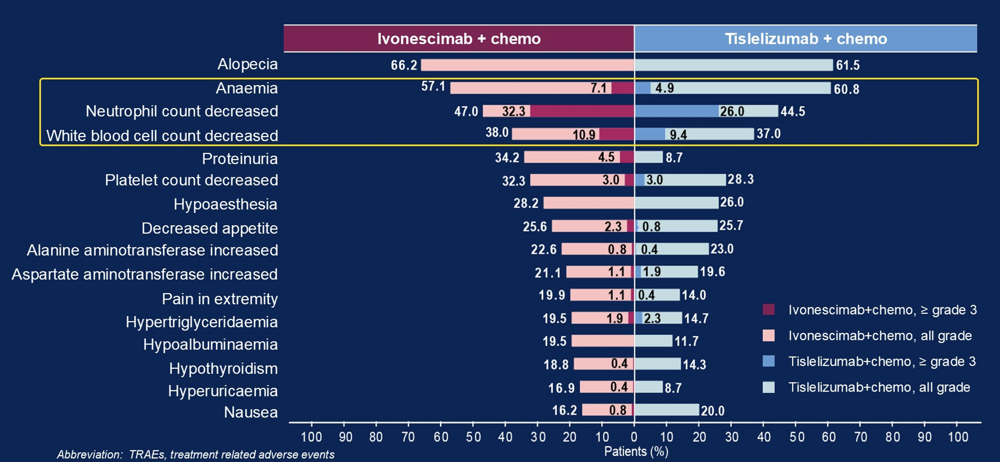 Ivonescimab + chemo Tislelizumab + chemo
Alopecia 66.2 61.5
Anaemia 57.1 7.1 4.9 60.8
Neutrophil count decreased 47.0 32.3 26.0 44.5
White blood cell count decreased 38.0 10.9 9.4 37.0
Proteinuria 34.2 4.5 8.7
Platelet count decreased 32.3 3.0 3.0 28.3
Hypoaesthesia 28.2 26.0
Decreased appetite 25.6 2.3 0.8 25.7
Alanine aminotransferase increased 22.6 0.8 0.4 23.0
Aspartate aminotransferase increased 21.1 1.1 1.9 19.6
Pain in extremity 19.9 1.1 0.4 14.0
Hypertriglyceridaemia 19.5 1.9 2.3 14.7
Hypoalbuminaemia 19.5 11.7
Hypothyroidism 18.8 0.4 14.3
Hyperuricaemia 16.9 0.4 8.7
Nausea 16.2 0.8 20.0
Ivonescimab+chemo, ≥ grade 3
Ivonescimab+chemo, all grade
Tislelizumab+chemo, ≥ grade 3
Tislelizumab+chemo, all grade
100 90 80 70 60 50 40 30 20 10 0 10 20 30 40 50 60 70 80 90 100
Patients (%)
Abbreviation: TRAEs, treatment related adverse events